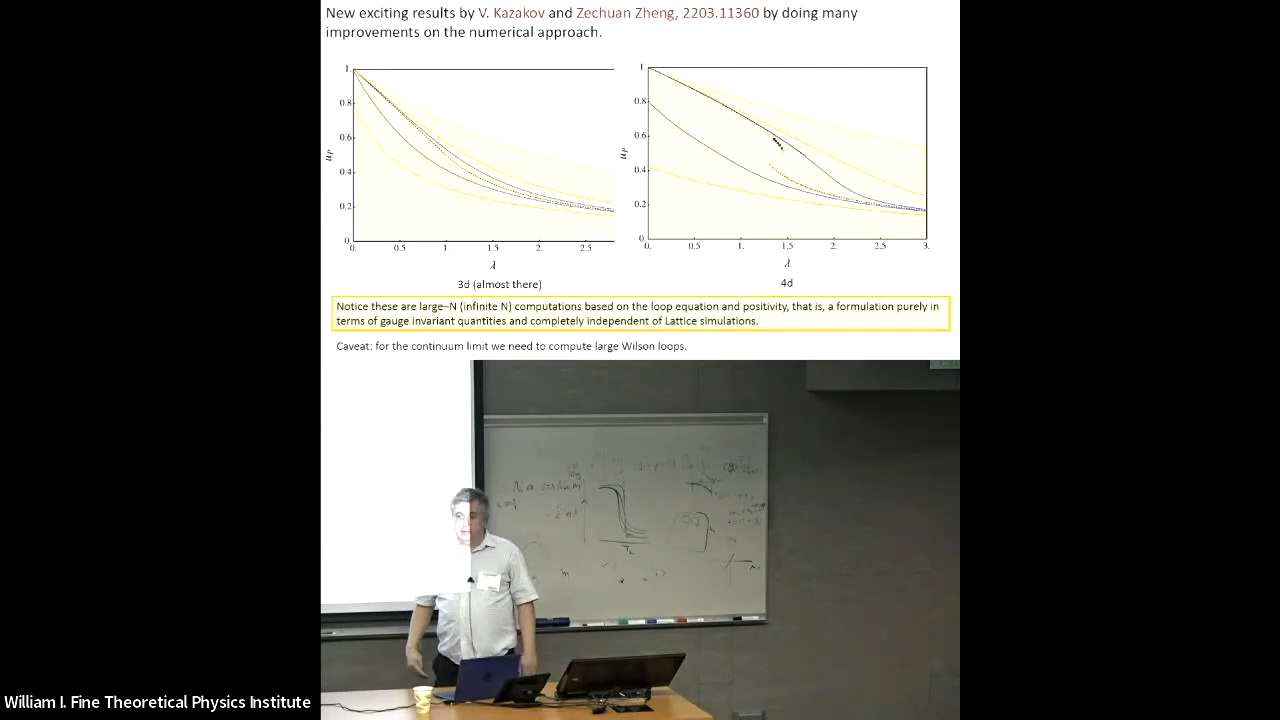 New exciting results by V. Kazakov and Zechuan Zheng, 2203.11360 by doing many
improvements on the numerical approach.
1.
0.8
0.6
0.4
0.2
0
uP
0.
0.5
1.
1.5
2.
2.5
λ
3d (almost there)
1.
0.8
0.6
0.4
0.2
0
uP
0.
0.5
1.
1.5
2.
2.5
3.
λ
4d
Notice these are large–N (infinite N) computations based on the loop equation and positivity, that is, a formulation purely in
terms of gauge invariant quantities and completely independent of Lattice simulations.
Caveat: for the continuum limit we need to compute large Wilson loops.
William I. Fine Theoretical Physics Institute